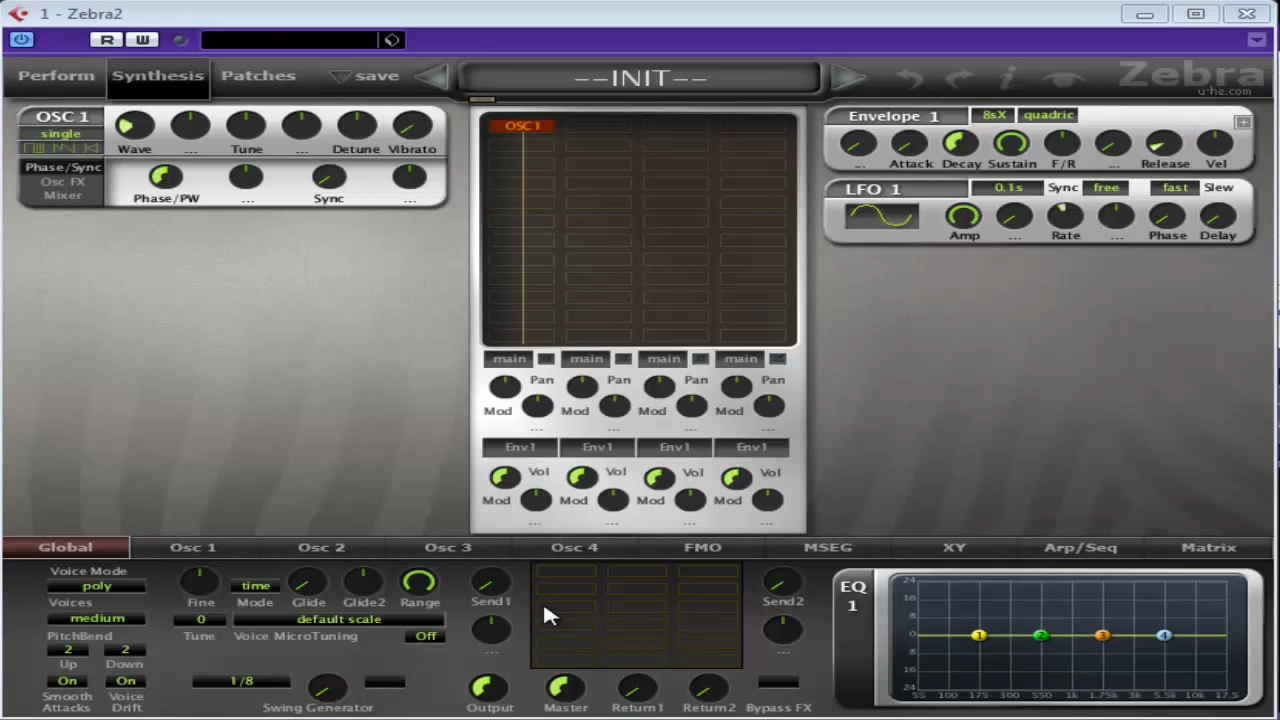 1 - Zebra2
R W
Perform Synthesis Patches save --INIT-- Zebra
u-he.com
OSC 1
single
Wave ... Tune ... Detune Vibrato
Phase/Sync
Osc FX
Mixer
Phase/PW ... Sync ...
OSC1
main main main main
Pan Pan Pan Pan
Mod Mod Mod Mod
... ... ... ...
Env1 Env1 Env1 Env1
Vol Vol Vol Vol
Mod Mod Mod Mod
... ... ... ...
Envelope 1 8sX quadric
... Attack Decay Sustain F/R ... Release Vel
LFO 1 0.1s Sync free fast Slew
Amp ... Rate ... Phase Delay
Global Osc 1 Osc 2 Osc 3 Osc 4 FMO MSEG XY Arp/Seq Matrix
Voice Mode
poly
Voices
medium
PitchBend
2 2
Up Down
On On
Smooth Attacks Voice Drift
time
Fine Mode Glide Glide2 Range
0 default scale
Tune Voice MicroTuning Off
1/8
Swing Generator
Send1 Send2
... ...
Output Master Return1 Return2 Bypass FX
EQ
1
24
16
8
0
8
16
24
1 2 3 4
55 100 175 300 550 1k 1.75k 3k 5.5k 10k 17.5